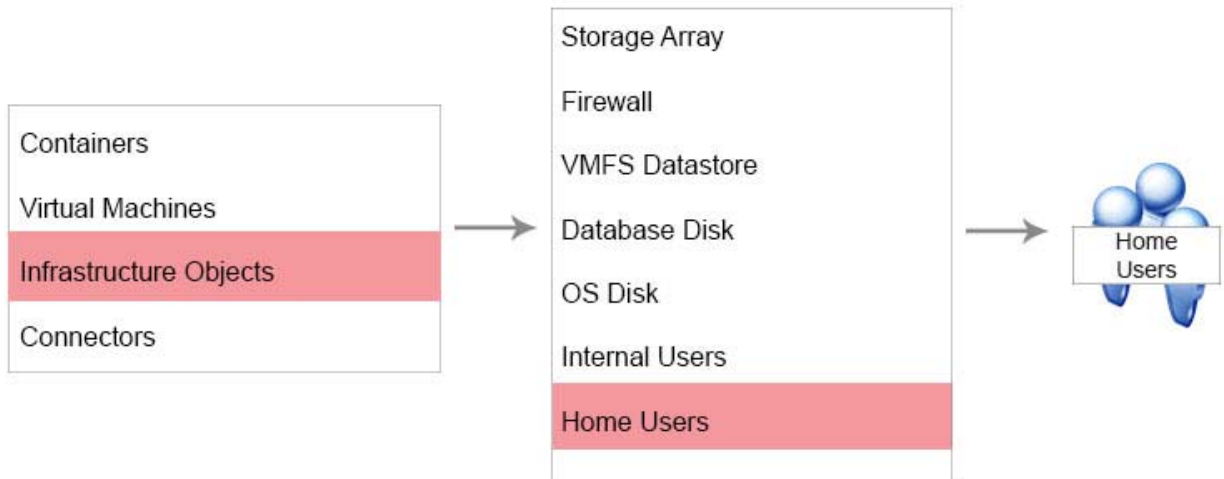 Containers
Virtual Machines
Infrastructure Objects
Connectors
Storage Array
Firewall
VMFS Datastore
Database Disk
OS Disk
Internal Users
Home Users
Home
Users